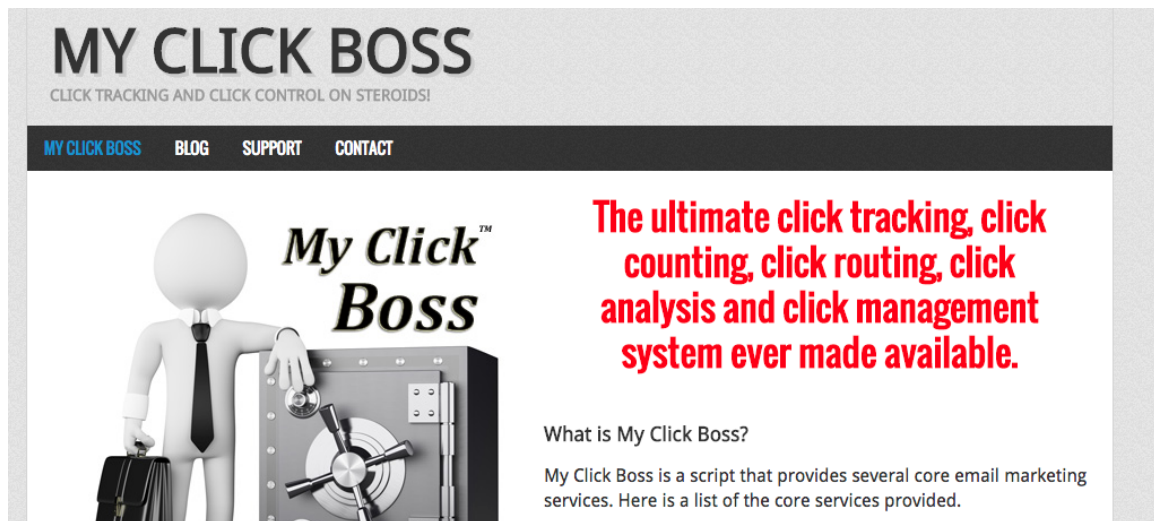 MY CLICK BOSS
CLICK TRACKING AND CLICK CONTROL ON STEROIDS!
MY CLICK BOSS BLOG SUPPORT CONTACT
My Click™
Boss
The ultimate click tracking, click
counting, click routing, click
analysis and click management
system ever made available.
What is My Click Boss?
My Click Boss is a script that provides several core email marketing
services. Here is a list of the core services provided.